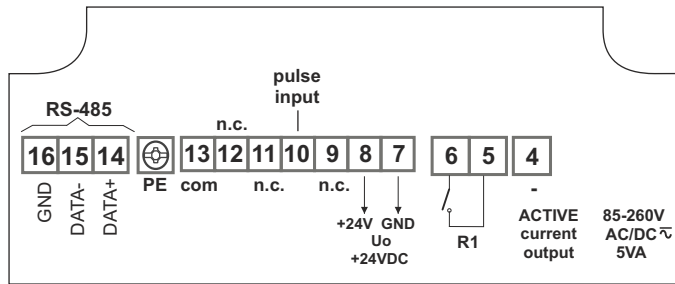 pulse
input
RS-485
n.c.
16 15 14 13 12 11 10 9 8 7 6 5 4
PE com n.c. n.c. -
GND
DATA-
DATA+
+24V GND
Uo
+24VDC
R1
ACTIVE
current
output
85-260V
AC/DC
5VA